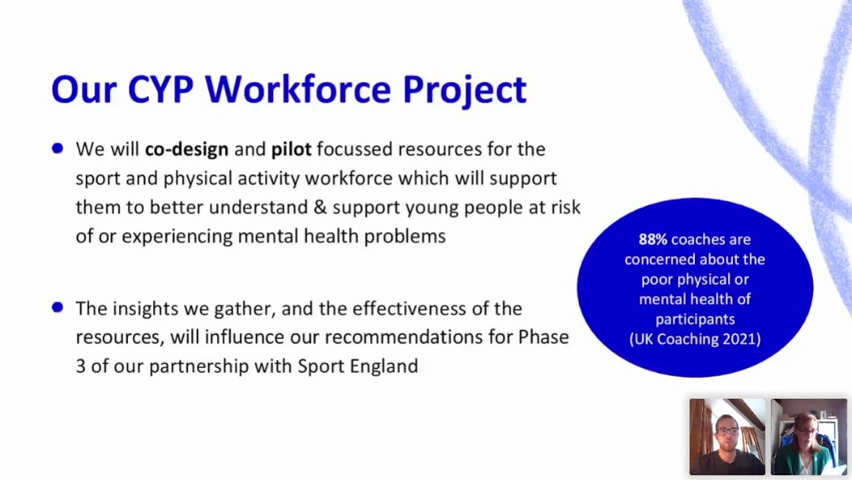 Our CYP Workforce Project
We will co-design and pilot focussed resources for the
sport and physical activity workforce which will support
them to better understand & support young people at risk
of or experiencing mental health problems
The insights we gather, and the effectiveness of the
resources, will influence our recommendations for Phase
3 of our partnership with Sport England
88% coaches are
concerned about the
poor physical or
mental health of
participants
(UK Coaching 2021)